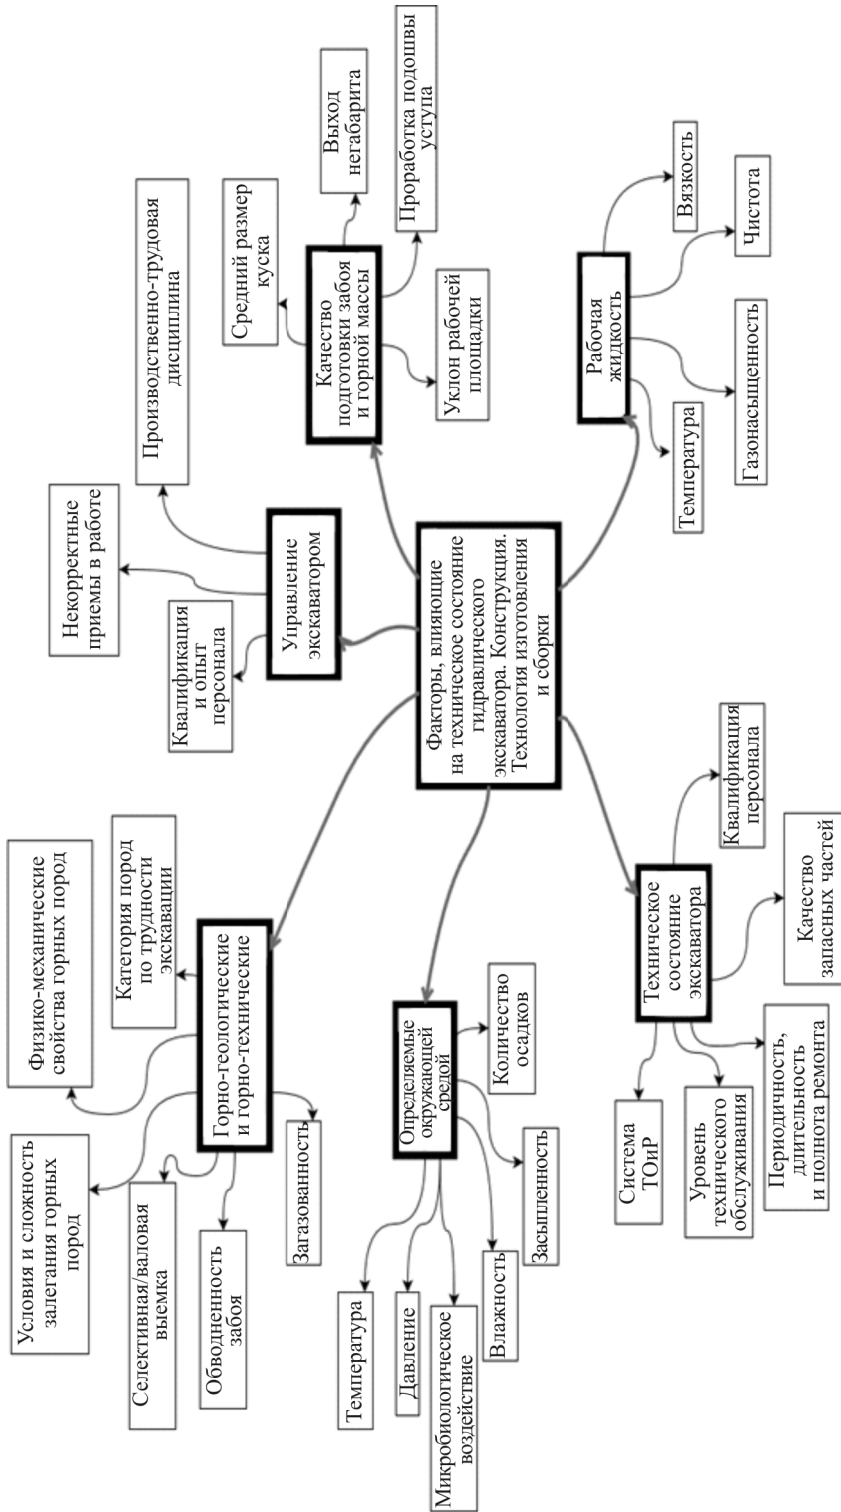 Физико-механические
свойства горных пород
Условия и сложность
залегания горных
пород
Категория пород
по трудности
экскавации
Селективная/валовая
выемка
Обводненность
забоя
Горно-геологические
и горно-технические
Загазованность
Некорректные
приемы в работе
Производственно-трудовая
дисциплина
Квалификация
и опыт
персонала
Управление
экскаватором
Средний размер
куска
Выход
негабарита
Качество
подготовки забоя
и горной массы
Проработка подошвы
уступа
Уклон рабочей
площадки
Факторы, влияющие
на техническое состояние
гидравлического
экскаватора. Конструкция.
Технология изготовления
и сборки
Определяемые
окружающей
средой
Температура
Давление
Микробиологическое
воздействие
Влажность
Засыпленность
Количество
осадков
Рабочая
жидкость
Вязкость
Чистота
Температура
Газонасыщенность
Техническое
состояние
экскаватора
Система
ТОиР
Уровень
технического
обслуживания
Периодичность,
длительность
и полнота ремонта
Квалификация
персонала
Качество
запасных частей